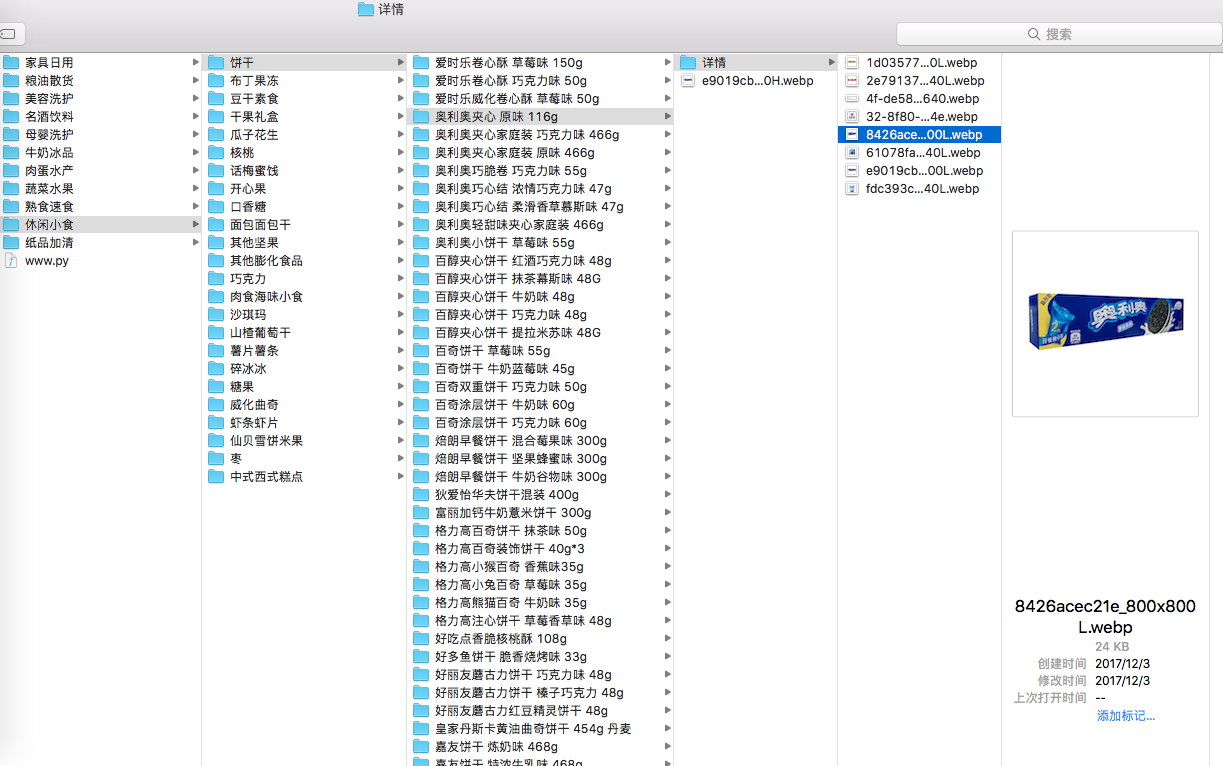 详情
搜索
家具日用
粮油散货
美容洗护
名酒饮料
母婴洗护
牛奶冰品
肉蛋水产
蔬菜水果
熟食速食
休闲小食
纸品加清
www.py
饼干
布丁果冻
豆干素食
干果礼盒
瓜子花生
核桃
话梅蜜饯
开心果
口香糖
面包面包干
其他坚果
其他膨化食品
巧克力
肉食海味小食
沙琪玛
山楂葡萄干
薯片薯条
碎冰冰
糖果
威化曲奇
虾条虾片
仙贝雪饼米果
枣
中式西式糕点
爱时乐卷心酥 草莓味 150g
爱时乐卷心酥 巧克力味 50g
爱时乐威化卷心酥 草莓味 50g
奥利奥夹心 原味 116g
奥利奥夹心家庭装 巧克力味 466g
奥利奥夹心家庭装 原味 466g
奥利奥巧脆卷 巧克力味 55g
奥利奥巧心结 浓情巧克力味 47g
奥利奥巧心结 柔滑香草慕斯味 47g
奥利奥轻甜味夹心家庭装 466g
奥利奥小饼干 草莓味 55g
百醇夹心饼干 红酒巧克力味 48g
百醇夹心饼干 抹茶幕斯味 48G
百醇夹心饼干 牛奶味 48g
百醇夹心饼干 巧克力味 48g
百醇夹心饼干 提拉米苏味 48G
百奇饼干 草莓味 55g
百奇饼干 牛奶蓝莓味 45g
百奇双重饼干 巧克力味 50g
百奇涂层饼干 牛奶味 60g
百奇涂层饼干 巧克力味 60g
焙朗早餐饼干 混合莓果味 300g
焙朗早餐饼干 坚果蜂蜜味 300g
焙朗早餐饼干 牛奶谷物味 300g
狄爱怡华夫饼干混装 400g
富丽加钙牛奶薏米饼干 300g
格力高百奇饼干 抹茶味 50g
格力高百奇装饰饼干 40g*3
格力高小猴百奇 香蕉味35g
格力高小兔百奇 草莓味 35g
格力高熊猫百奇 牛奶味 35g
格力高注心饼干 草莓香草味 48g
好吃点香脆核桃酥 108g
好多鱼饼干 脆香烧烤味 33g
好丽友蘑古力饼干 巧克力味 48g
好丽友蘑古力饼干 榛子巧克力 48g
好丽友蘑古力红豆精灵饼干 48g
皇家丹斯卡黄油曲奇饼干 454g 丹麦
嘉友饼干 炼奶味 468g
嘉友饼干 特浓牛乳味 468g
详情
e9019cb...0H.webp
1d03577...0L.webp
2e79137...40L.webp
4f-de58...640.webp
32-8f80-...4e.webp
8426ace...00L.webp
61078fa...40L.webp
e9019cb...00L.webp
fdc393c...40L.webp
奥利奥
8426acec21e_800x800
L.webp
24 KB
创建时间 2017/12/3
修改时间 2017/12/3
上次打开时间 --
添加标记...